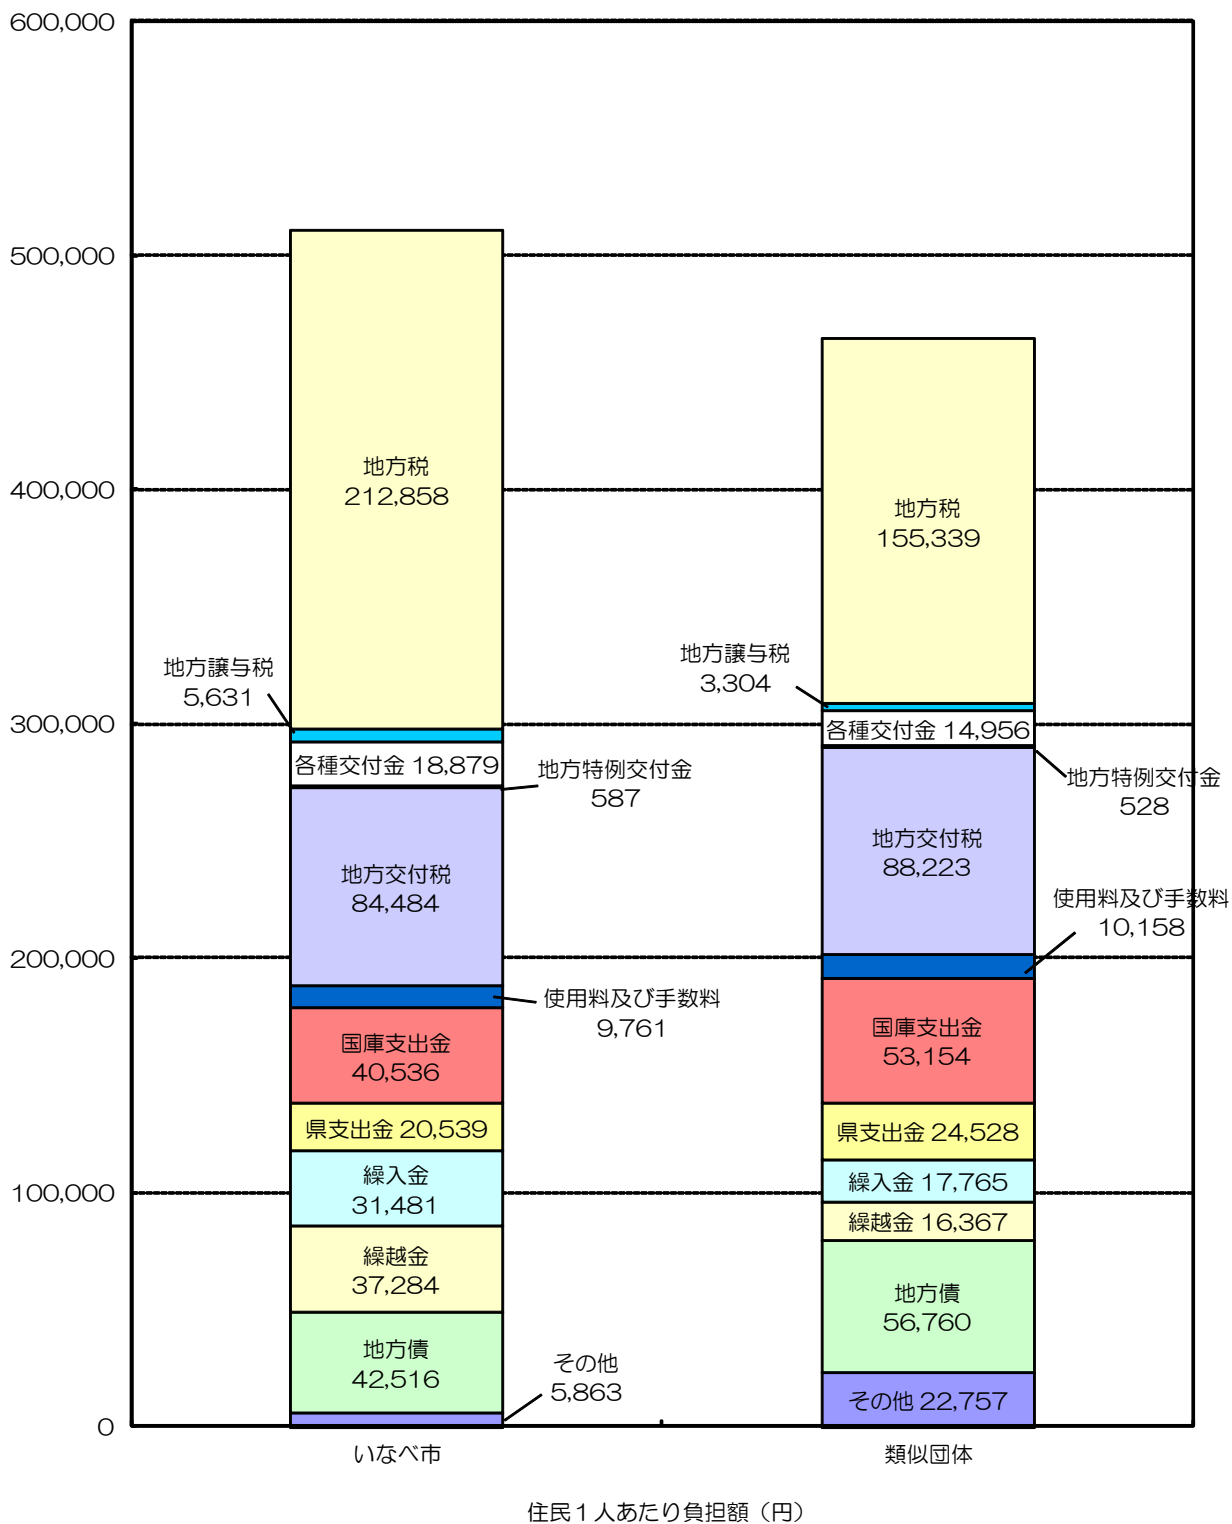 600,000
500,000
400,000
300,000
200,000
100,000
0
地方税
212,858
地方譲与税
5,631
各種交付金 18,879
地方特例交付金
587
地方交付税
84,484
使用料及び手数料
9,761
国庫支出金
40,536
県支出金 20,539
繰入金
31,481
繰越金
37,284
地方債
42,516
その他
5,863
いなべ市
地方税
155,339
地方譲与税
3,304
各種交付金 14,956
地方特例交付金
528
地方交付税
88,223
使用料及び手数料
10,158
国庫支出金
53,154
県支出金 24,528
繰入金 17,765
繰越金 16,367
地方債
56,760
その他 22,757
類似団体
住民1人あたり負担額（円）